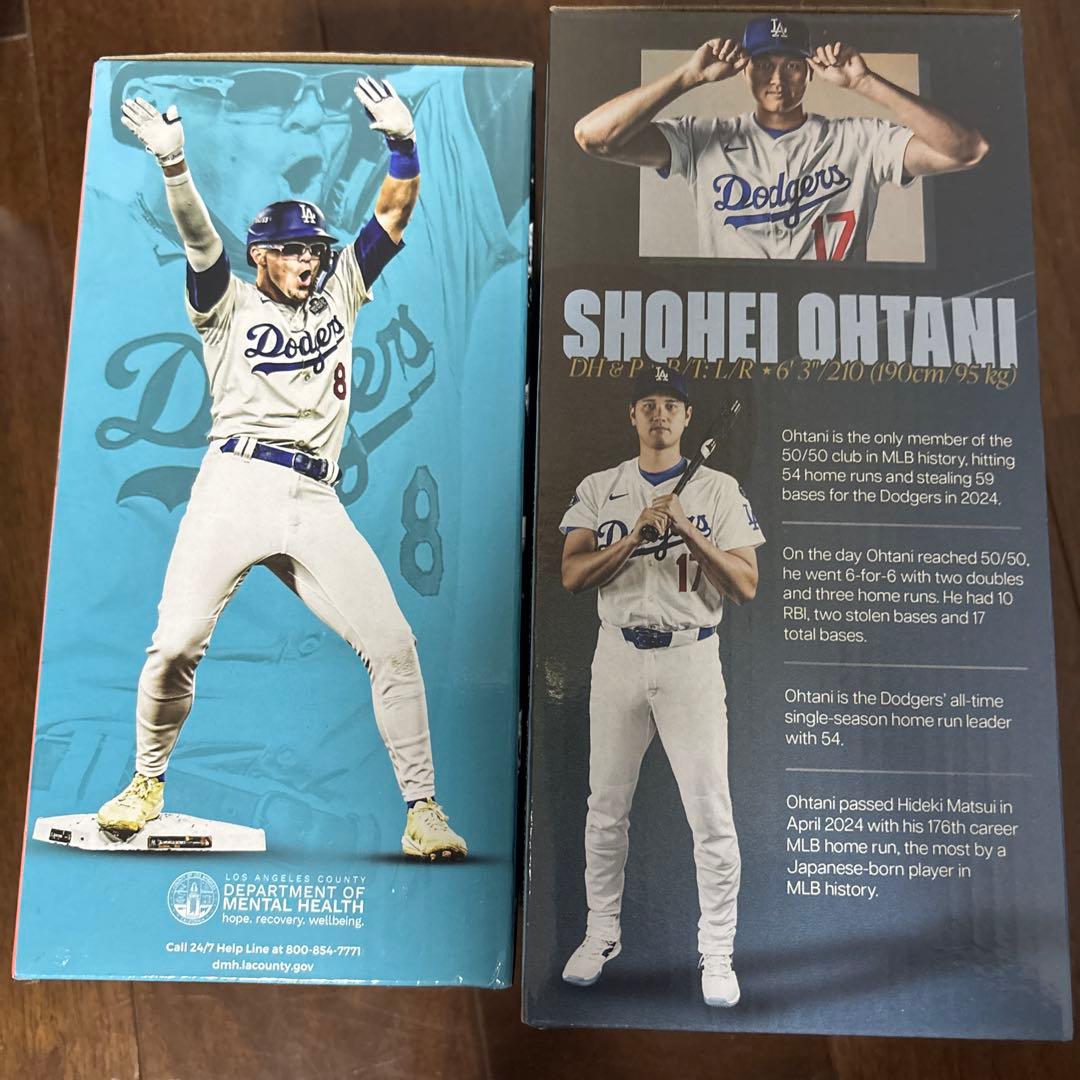 LA
Dodgers
8
Dodgers
8
LOS ANGELES COUNTY
DEPARTMENT OF
MENTAL HEALTH
hope. recovery. wellbeing.
Call 24/7 Help Line at 800-854-7771
dmh.lacounty.gov
LA
Dodgers
17
SHOHEI OHTANI
DH & P B/T: L/R ★ 6' 3"/210 (190cm/95 kg)
LA
Dodgers
LA
17
Ohtani is the only member of the
50/50 club in MLB history, hitting
54 home runs and stealing 59
bases for the Dodgers in 2024.
On the day Ohtani reached 50/50,
he went 6-for-6 with two doubles
and three home runs. He had 10
RBI, two stolen bases and 17
total bases.
Ohtani is the Dodgers' all-time
single-season home run leader
with 54.
Ohtani passed Hideki Matsui in
April 2024 with his 176th career
MLB home run, the most by a
Japanese-born player in
MLB history.